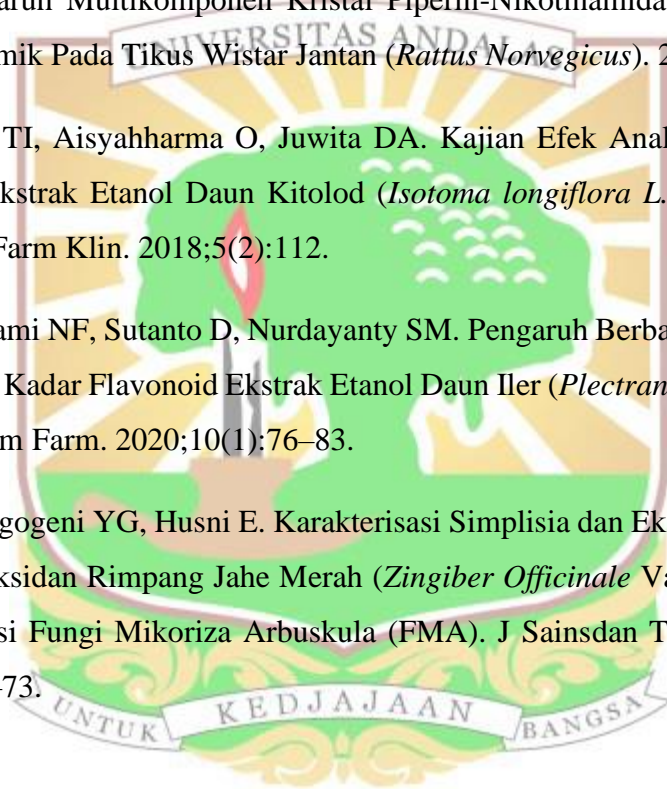 arun Multikomponen Kristal Piperin-Nikotinamida
UNIVERSITAS ANDALAS
mik Pada Tikus Wistar Jantan (Rattus Norvegicus). 2
TI, Aisyahharma O, Juwita DA. Kajian Efek Anal
Ekstrak Etanol Daun Kitolod (Isotoma longiflora L.
Farm Klin. 2018;5(2):112.
ami NF, Sutanto D, Nurdayanty SM. Pengaruh Berba
Kadar Flavonoid Ekstrak Etanol Daun Iler (Plectran
m Farm. 2020;10(1):76–83.
gogeni YG, Husni E. Karakterisasi Simplisia dan Ek
ksidan Rimpang Jahe Merah (Zingiber Officinale Va
si Fungi Mikoriza Arbuskula (FMA). J Sainsdan T
–73.
UNTUK KEDJAJAAN BANGSA